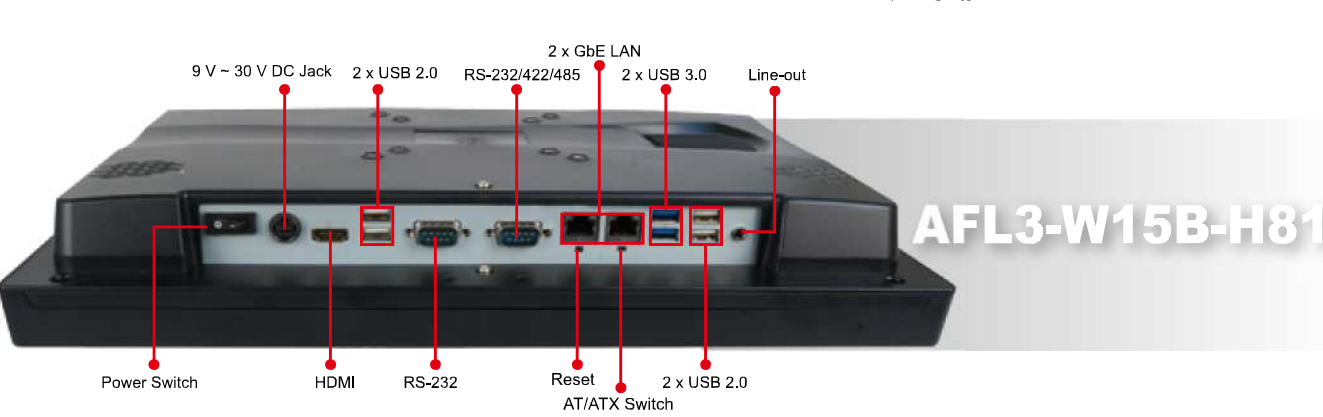 2 x GbE LAN
9 V ~ 30 V DC Jack
2 x USB 2.0
RS-232/422/485
2 x USB 3.0
Line-out
AFL3-W15B-H81
Power Switch
HDMI
RS-232
Reset
2 x USB 2.0
AT/ATX Switch